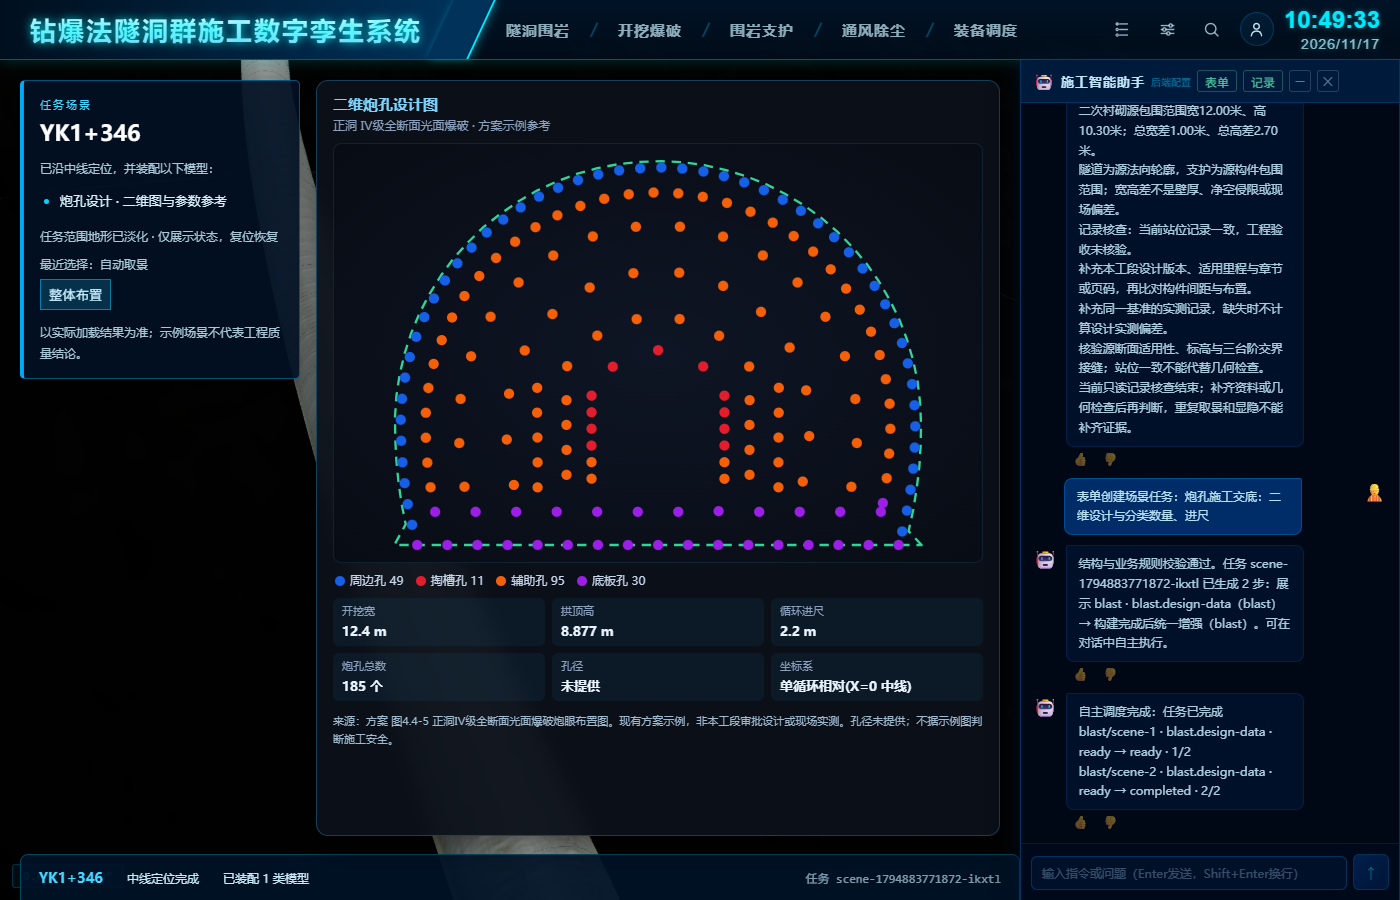 钻爆法隧洞群施工数字孪生系统
隧洞围岩 / 开挖爆破 / 围岩支护 / 通风除尘 / 装备调度
10:49:33
2026/11/17
任务场景
YK1+346
已沿中线定位，并装配以下模型：
炮孔设计 · 二维图与参数参考
任务范围地形已淡化 · 仅展示状态，复位恢复
最近选择：自动取景
整体布置
以实际加载结果为准；示例场景不代表工程质
量结论。
二维炮孔设计图
正洞 IV级全断面光面爆破 · 方案示例参考
周边孔 49 掏槽孔 11 辅助孔 95 底板孔 30
开挖宽
12.4 m
拱顶高
8.877 m
循环进尺
2.2 m
炮孔总数
185 个
孔径
未提供
坐标系
单循环相对(X=0 中线)
来源：方案 图4.4-5 正洞IV级全断面光面爆破炮眼布置图。现有方案示例，非本工段审批设计或现场实测。孔径未提供；不据示例图判
断施工安全。
施工智能助手 后端配置 表单 记录
二次衬砌源包围范围宽12.00米、高
10.30米；总宽差1.00米、总高差2.70
米。
隧道为源法向轮廓，支护为源构件包围
范围；宽高差不是壁厚、净空侵限或现
场偏差。
记录核查：当前站位记录一致，工程验
收未核验。
补充本工段设计版本、适用里程与章节
或页码，再比对构件间距与布置。
补充同一基准的实测记录，缺失时不计
算设计实测偏差。
核验源断面适用性、标高与三台阶交界
接缝；站位一致不能代替几何检查。
当前只读记录核查结束；补齐资料或几
何检查后再判断，重复取景和显隐不能
补齐证据。
表单创建场景任务：炮孔施工交底：二
维设计与分类数量、进尺
结构与业务规则校验通过。任务 scene-
1794883771872-ikxtl 已生成 2 步：展
示 blast · blast.design-data（blast）
→ 构建完成后统一增强（blast）。可在
对话中自主执行。
自主调度完成：任务已完成
blast/scene-1 · blast.design-data ·
ready → ready · 1/2
blast/scene-2 · blast.design-data ·
ready → completed · 2/2
输入指令或问题（Enter发送，Shift+Enter换行）
YK1+346 中线定位完成 已装配 1 类模型
任务 scene-1794883771872-ikxtl